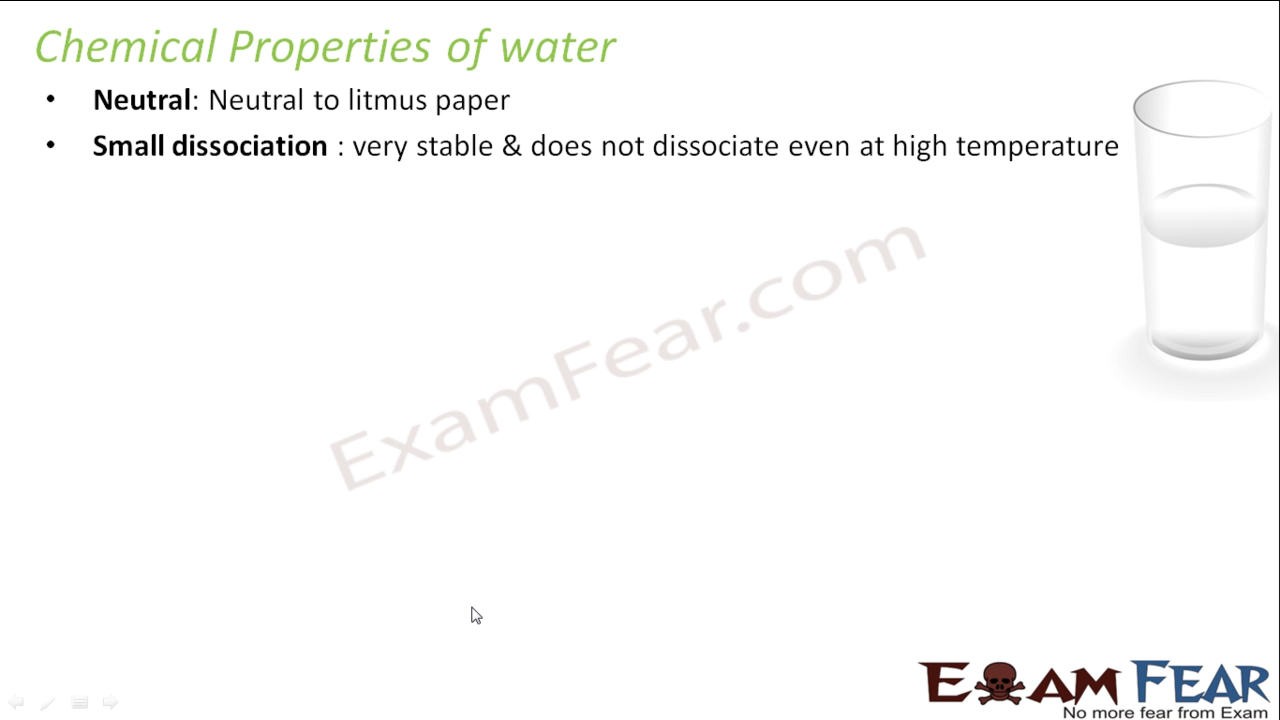 Chemical Properties of water
• Neutral: Neutral to litmus paper
• Small dissociation : very stable & does not dissociate even at high temperature
ExamFear.com
EXAM FEAR
No more fear from Exam